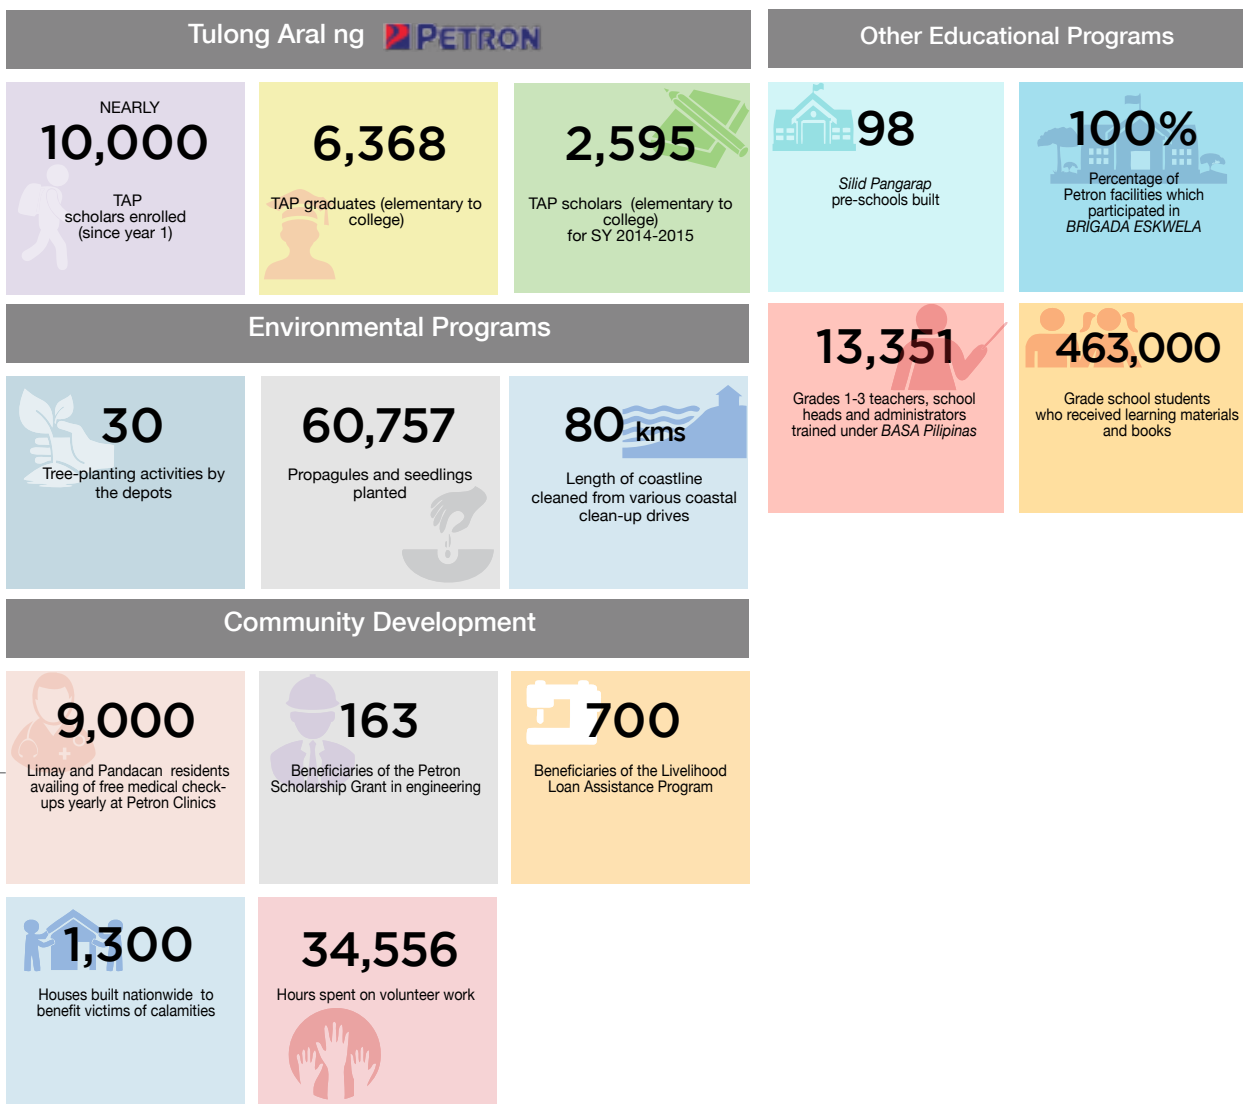 Tulong Aral ng PETRON
NEARLY
10,000
TAP
scholars enrolled
(since year 1)
6,368
TAP graduates (elementary to
college)
2,595
TAP scholars (elementary to
college)
for SY 2014-2015
Other Educational Programs
98
Silid Pangarap
pre-schools built
100%
Percentage of
Petron facilities which
participated in
BRIGADA ESKWELA
13,351
Grades 1-3 teachers, school
heads and administrators
trained under BASA Pilipinas
463,000
Grade school students
who received learning materials
and books
Environmental Programs
30
Tree-planting activities by
the depots
60,757
Propagules and seedlings
planted
80 kms
Length of coastline
cleaned from various coastal
clean-up drives
Community Development
9,000
Limay and Pandacan residents
availing of free medical check-
ups yearly at Petron Clinics
163
Beneficiaries of the Petron
Scholarship Grant in engineering
700
Beneficiaries of the Livelihood
Loan Assistance Program
1,300
Houses built nationwide to
benefit victims of calamities
34,556
Hours spent on volunteer work